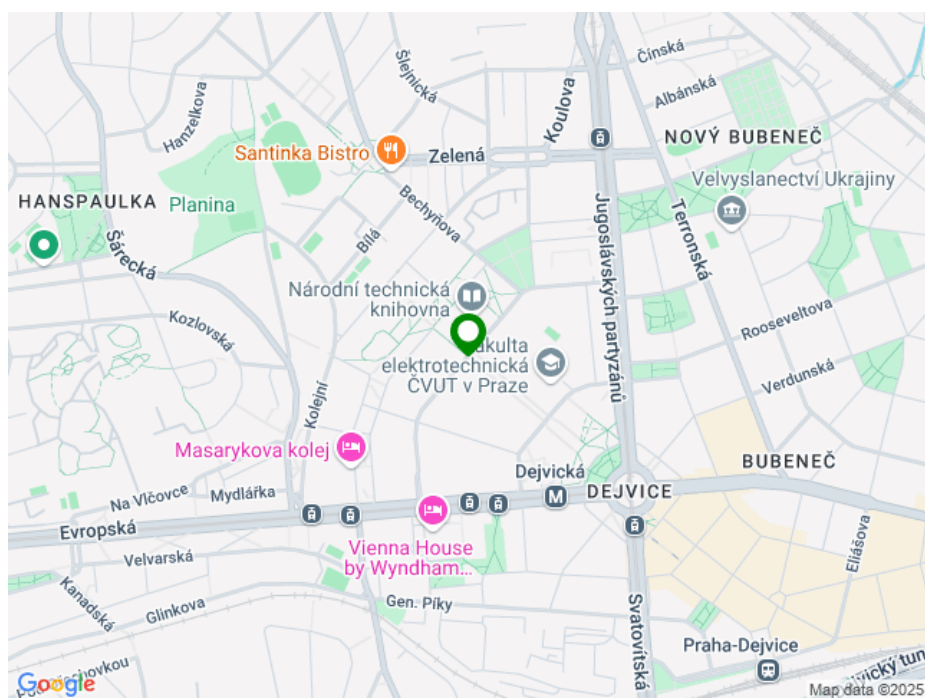 Čínská
Šlejnická
Albánská
Hanzelkova
Koulova
NOVÝ BUBENEČ
Santinka Bistro
Zelená
Velvyslanectví Ukrajiny
HANSPAULKA
Planina
Bechyňova
Jugoslávských partyzánů
Terronská
Bílá
Šárecká
Národní technická
knihovna
Kozlovská
Rooseveltova
akulta
elektrotechnická
ČVUT v Praze
Verdunská
Kolejní
Masarykova kolej
BUBENEČ
Dejvická
Na Vlčovce
Mydlářka
DEJVICE
Evropská
Velvarská
Vienna House
by Wyndham...
Eliášova
Kanadská
Glinkova
Gen. Píky
Svatovítská
Praha-Dejvice
Google
Map data ©2025